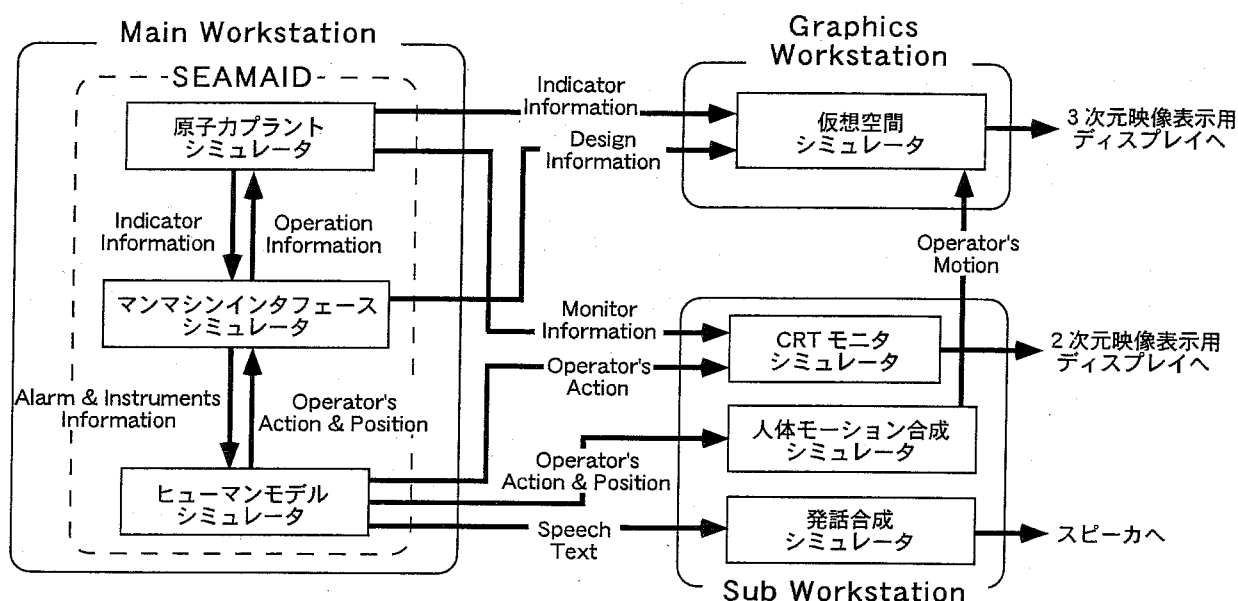 Main Workstation
SEAMAID
原子力プラント
シミュレータ
Indicator
Information
Operation
Information
マンマシンインタフェース
シミュレータ
Alarm & Instruments
Information
Operator's
Action & Position
ヒューマンモデル
シミュレータ
Indicator
Information
Design
Information
Monitor
Information
Operator's
Action
Operator's
Action & Position
Speech
Text
Graphics
Workstation
仮想空間
シミュレータ
3次元映像表示用
ディスプレイへ
Operator's
Motion
CRTモニタ
シミュレータ
2次元映像表示用
ディスプレイへ
人体モーション合成
シミュレータ
発話合成
シミュレータ
スピーカへ
Sub Workstation